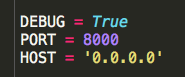 DEBUG = True
PORT = 8000
HOST = '0.0.0.0'